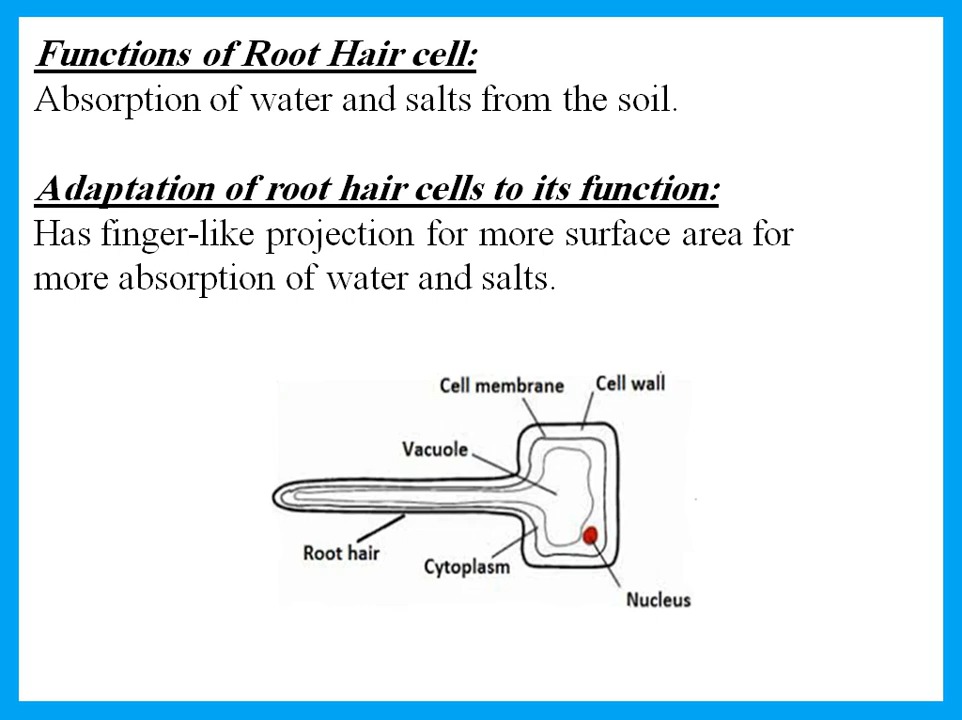 Functions of Root Hair cell:
Absorption of water and salts from the soil.
Adaptation of root hair cells to its function:
Has finger-like projection for more surface area for
more absorption of water and salts.
Cell membrane
Cell wall
Vacuole
Root hair
Cytoplasm
Nucleus